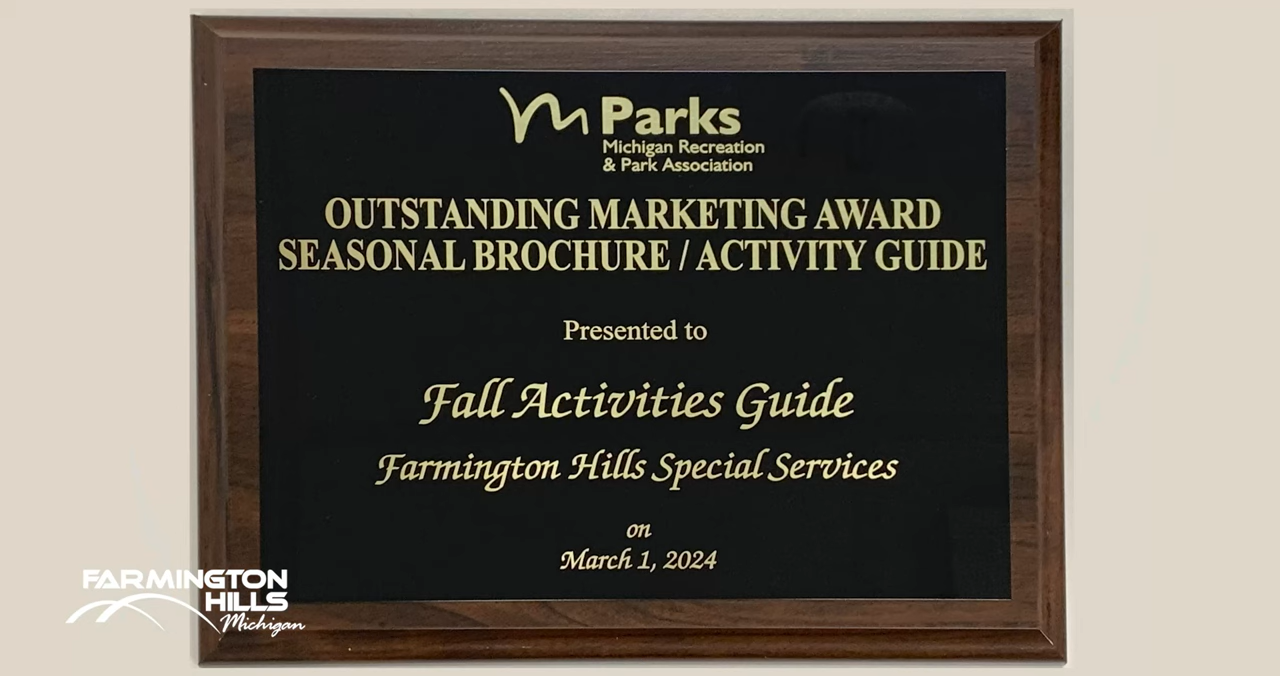 mParks
Michigan Recreation
& Park Association
OUTSTANDING MARKETING AWARD
SEASONAL BROCHURE / ACTIVITY GUIDE
Presented to
Fall Activities Guide
Farmington Hills Special Services
on
March 1, 2024
FARMINGTON
HILLS
Michigan